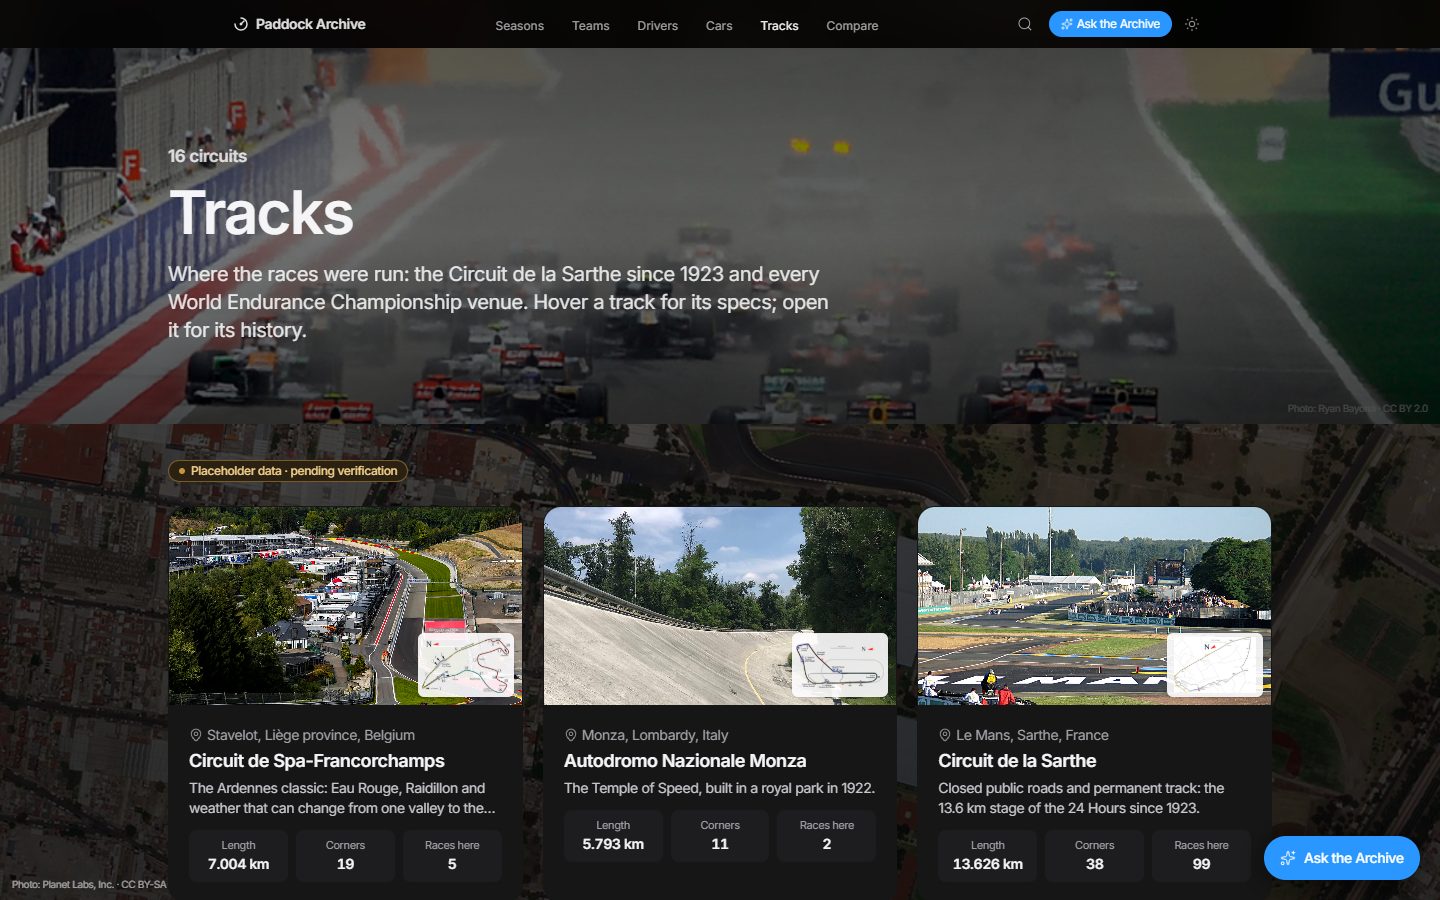 Paddock Archive
Seasons
Teams
Drivers
Cars
Tracks
Compare
Ask the Archive
Gu
F
F
16 circuits
Tracks
Where the races were run: the Circuit de la Sarthe since 1923 and every
World Endurance Championship venue. Hover a track for its specs; open
it for its history.
Photo: Ryan Bayona · CC BY 2.0
Placeholder data · pending verification
N
N
N
Stavelot, Liège province, Belgium
Circuit de Spa-Francorchamps
The Ardennes classic: Eau Rouge, Raidillon and
weather that can change from one valley to the...
Length
7.004 km
Corners
19
Races here
5
Monza, Lombardy, Italy
Autodromo Nazionale Monza
The Temple of Speed, built in a royal park in 1922.
Length
5.793 km
Corners
11
Races here
2
Le Mans, Sarthe, France
Circuit de la Sarthe
Closed public roads and permanent track: the
13.6 km stage of the 24 Hours since 1923.
Length
13.626 km
Corners
38
Races here
99
Ask the Archive
Photo: Planet Labs, Inc. · CC BY-SA